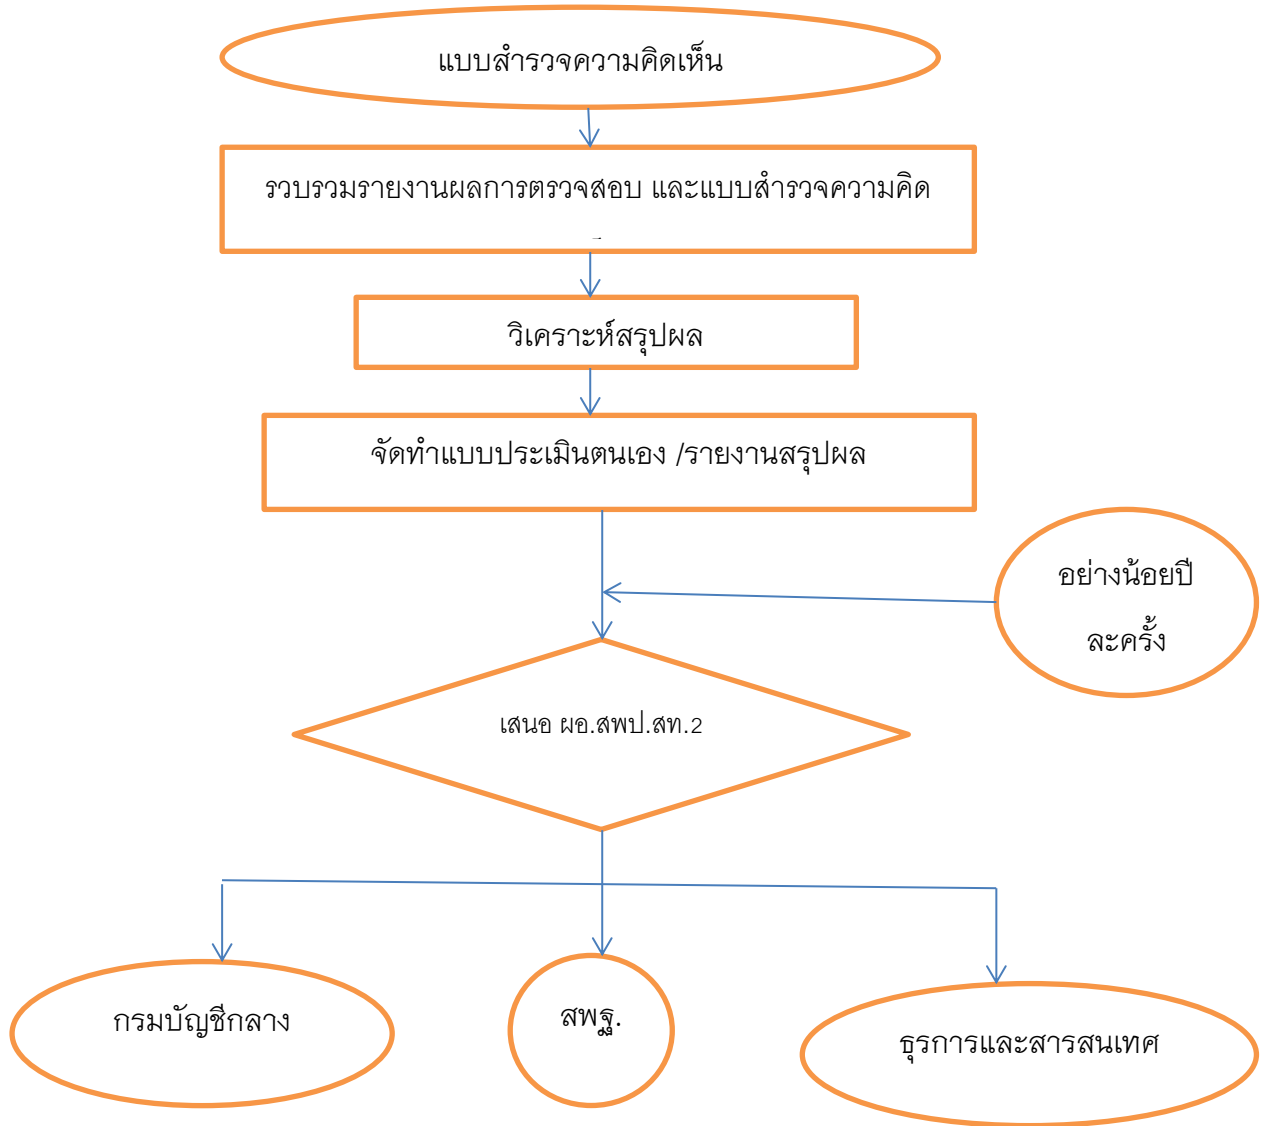 แบบสำรวจความคิดเห็น
รวบรวมรายงานผลการตรวจสอบ และแบบสำรวจความคิด
วิเคราะห์สรุปผล
จัดทำแบบประเมินตนเอง /รายงานสรุปผล
อย่างน้อยปี
ละครั้ง
เสนอ ผอ.สพป.สท.2
กรมบัญชีกลาง
สพฐ.
ธุรการและสารสนเทศ